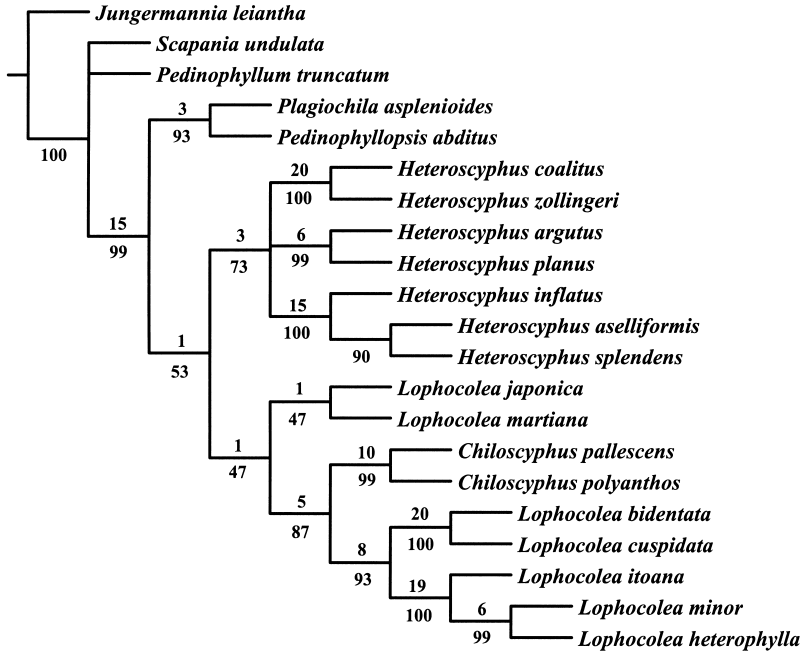 Jungermannia leiantha
Scapania undulata
Pedinophyllum truncatum
3 Plagiochila asplenioides
93 Pedinophyllopsis abditus
100
20 Heteroscyphus coalitus
100 Heteroscyphus zollingeri
15
99
3
73
6 Heteroscyphus argutus
99 Heteroscyphus planus
15 Heteroscyphus inflatus
100
Heteroscyphus aselliformis
90 Heteroscyphus splendens
1
53
1 Lophocolea japonica
47 Lophocolea martiana
1
47
10 Chiloscyphus pallescens
99 Chiloscyphus polyanthos
5
87
20 Lophocolea bidentata
100 Lophocolea cuspidata
8
93
19 Lophocolea itoana
100
6 Lophocolea minor
99 Lophocolea heterophylla